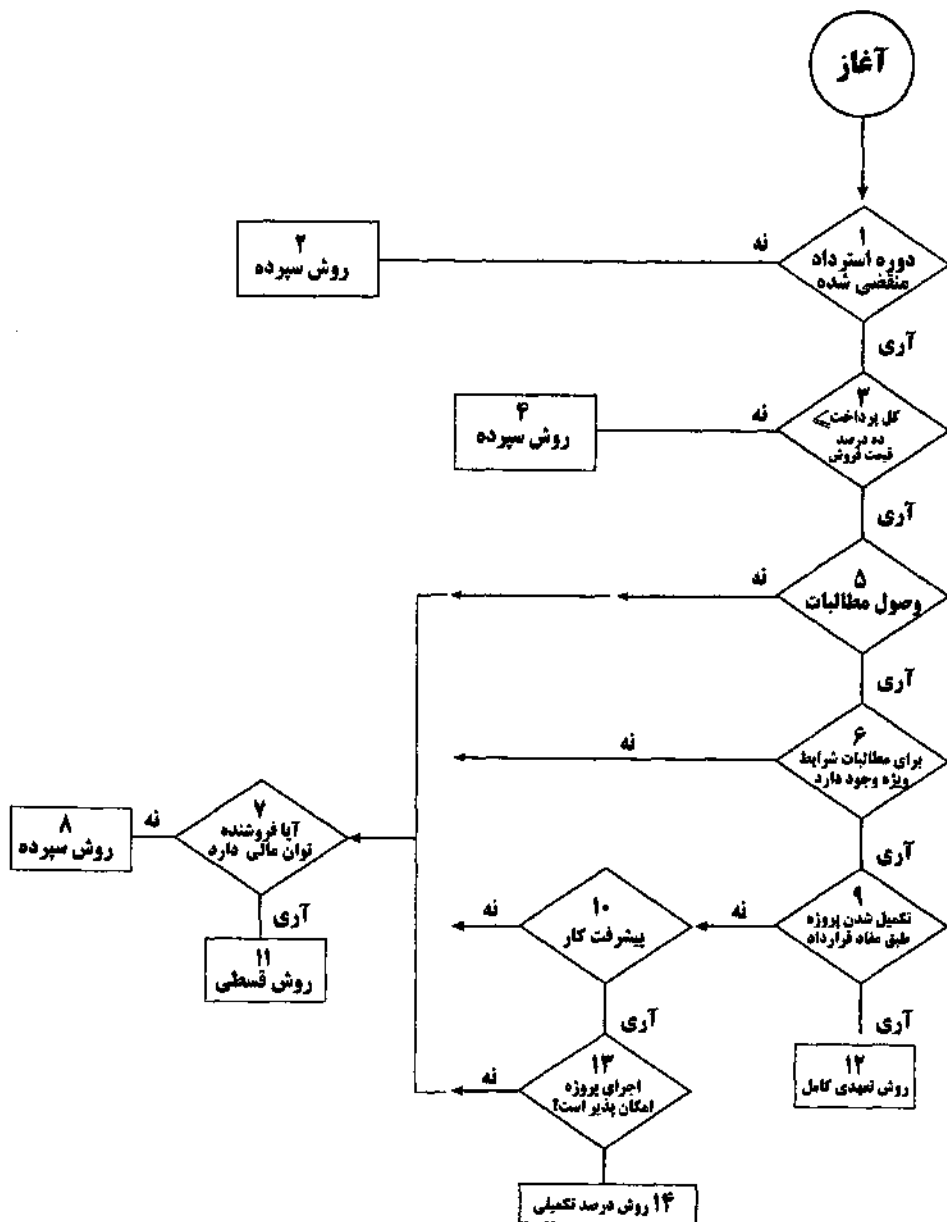 آغاز
۱
دوره استرداد
منقضی شده
نه
۲
روش سپرده
آری
۳
کل پرداخت ⩽
ده درصد
قیمت فروش
نه
۴
روش سپرده
آری
۵
وصول مطالبات
نه
آری
۶
برای مطالبات شرایط
ویژه وجود دارد
نه
آری
۷
آیا فروشنده
توان مالی دارد
نه
۸
روش سپرده
آری
۱۱
روش قسطی
۹
تکمیل شدن پروژه
طبق مفاد قرارداد
نه
۱۰
پیشرفت کار
نه
آری
آری
۱۲
روش تعهدی کامل
۱۳
اجرای پروژه
امکان پذیر است؟
نه
۱۴ روش درصد تکمیلی